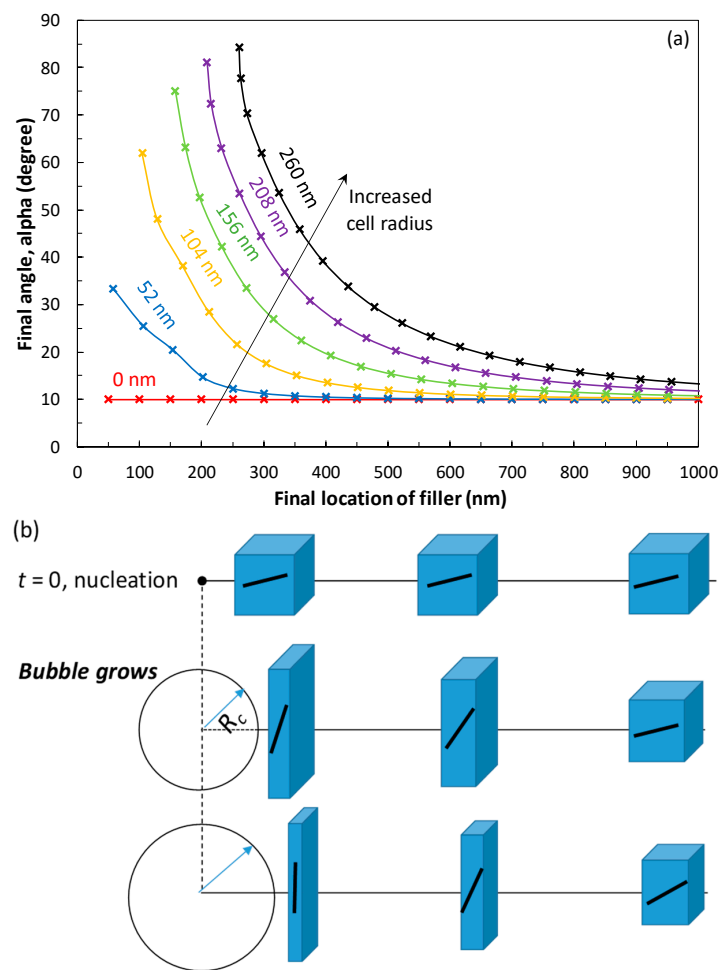 (a)
Final angle, alpha (degree)
90
80
70
60
50
40
30
20
10
0
0 nm
52 nm
104 nm
156 nm
208 nm
260 nm
Increased
cell radius
0 100 200 300 400 500 600 700 800 900 1000
Final location of filler (nm)
(b)
t = 0, nucleation
Bubble grows
Rc